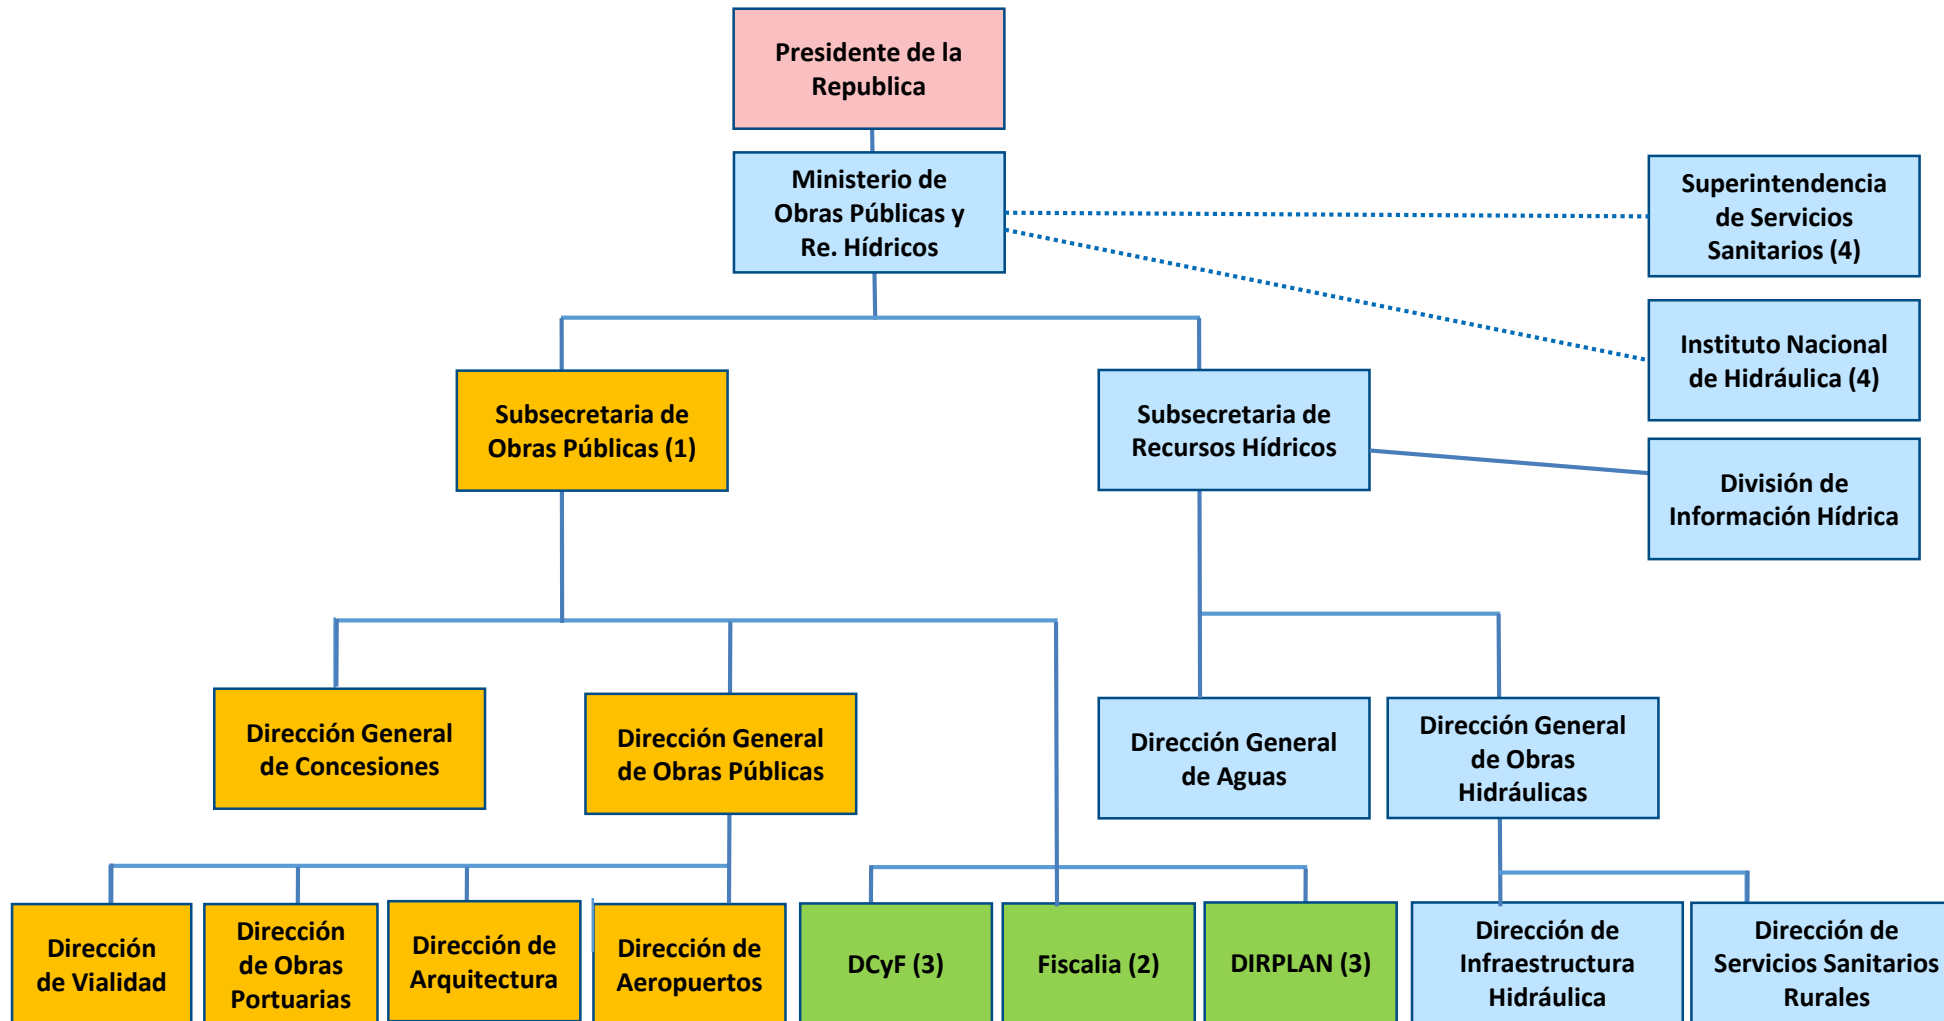 Presidente de la
Republica
Ministerio de
Obras Públicas y
Re. Hídricos
Superintendencia
de Servicios
Sanitarios (4)
Instituto Nacional
de Hidráulica (4)
Subsecretaria de
Obras Públicas (1)
Subsecretaria de
Recursos Hídricos
División de
Información Hídrica
Dirección General
de Concesiones
Dirección General
de Obras Públicas
Dirección General
de Aguas
Dirección General
de Obras
Hidráulicas
Dirección
de Vialidad
Dirección
de Obras
Portuarias
Dirección de
Arquitectura
Dirección de
Aeropuertos
DCyF (3)
Fiscalia (2)
DIRPLAN (3)
Dirección de
Infraestructura
Hidráulica
Dirección de
Servicios Sanitarios
Rurales